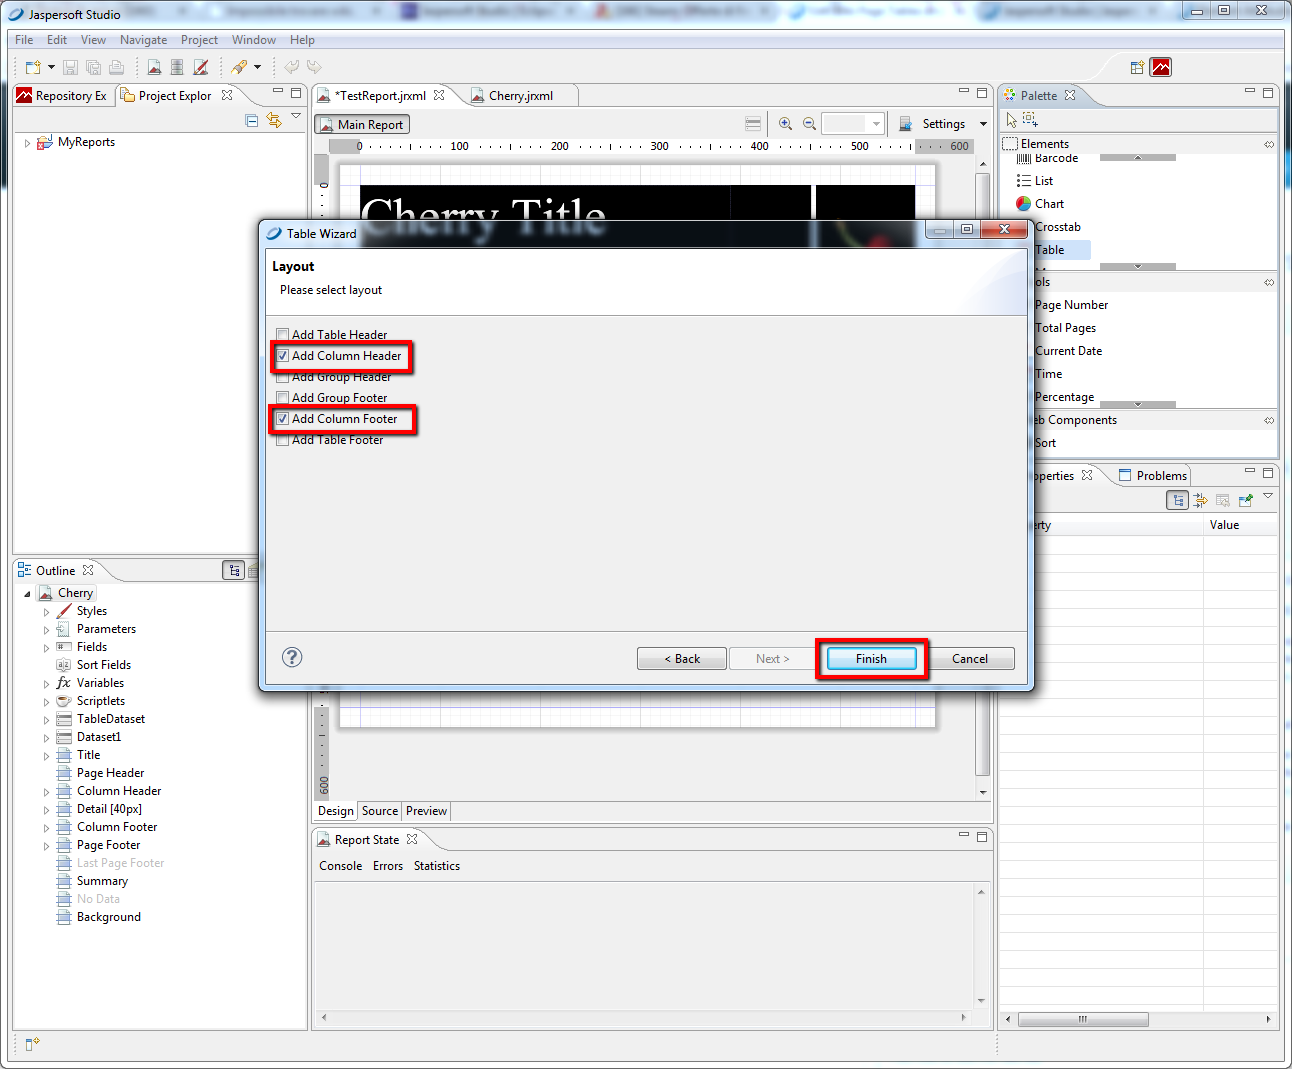 Jaspersoft Studio
File Edit View Navigate Project Window Help
Repository Ex
Project Explor
MyReports
*TestReport.jrxml
Cherry.jrxml
Main Report
Settings
0 100 200 300 400 500 600
0
Cherry Title
Palette
Elements
Barcode
List
Chart
Crosstab
Table
ols
Page Number
Total Pages
Current Date
Time
Percentage
eb Components
Sort
Table Wizard
Layout
Please select layout
Add Table Header
Add Column Header
Add Group Header
Add Group Footer
Add Column Footer
Add Table Footer
?
< Back
Next >
Finish
Cancel
operties
Problems
erty
Value
Outline
Cherry
Styles
Parameters
Fields
Sort Fields
fx Variables
Scriptlets
TableDataset
Dataset1
Title
Page Header
Column Header
Detail [40px]
Column Footer
Page Footer
Last Page Footer
Summary
No Data
Background
600
Design Source Preview
Report State
Console Errors Statistics